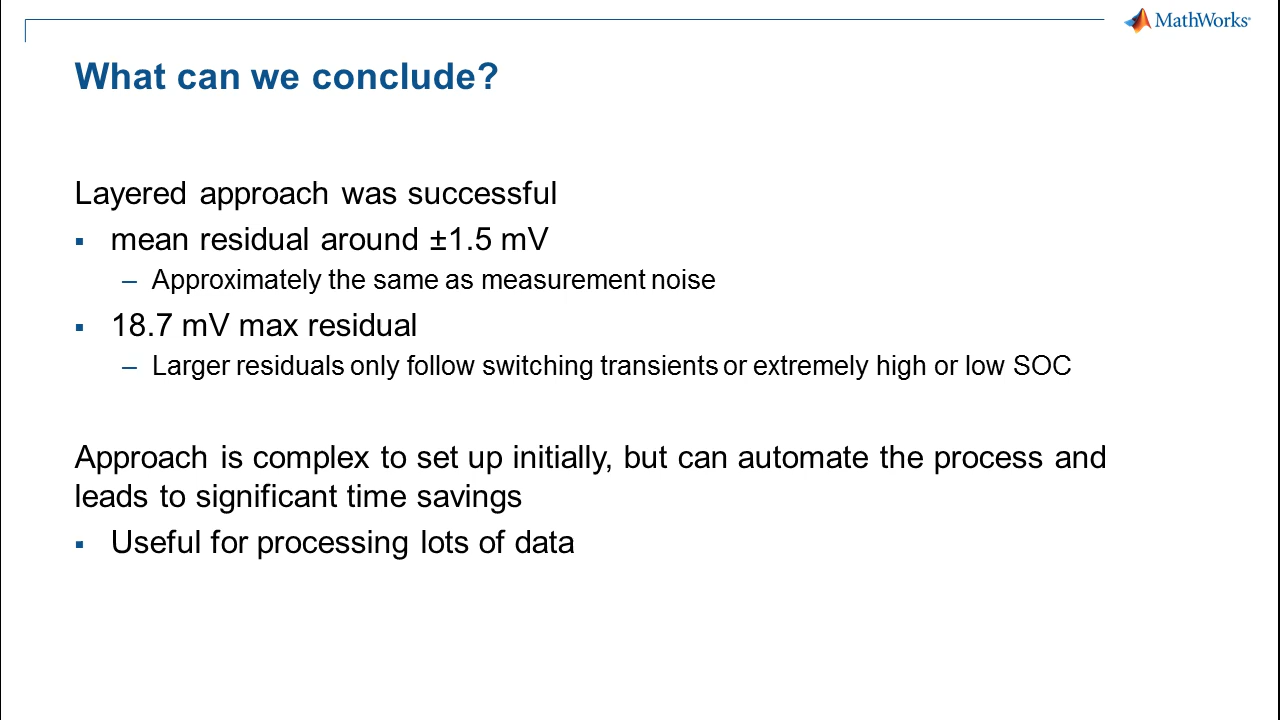 MathWorks®
What can we conclude?
Layered approach was successful
▪ mean residual around ±1.5 mV
– Approximately the same as measurement noise
▪ 18.7 mV max residual
– Larger residuals only follow switching transients or extremely high or low SOC
Approach is complex to set up initially, but can automate the process and
leads to significant time savings
▪ Useful for processing lots of data